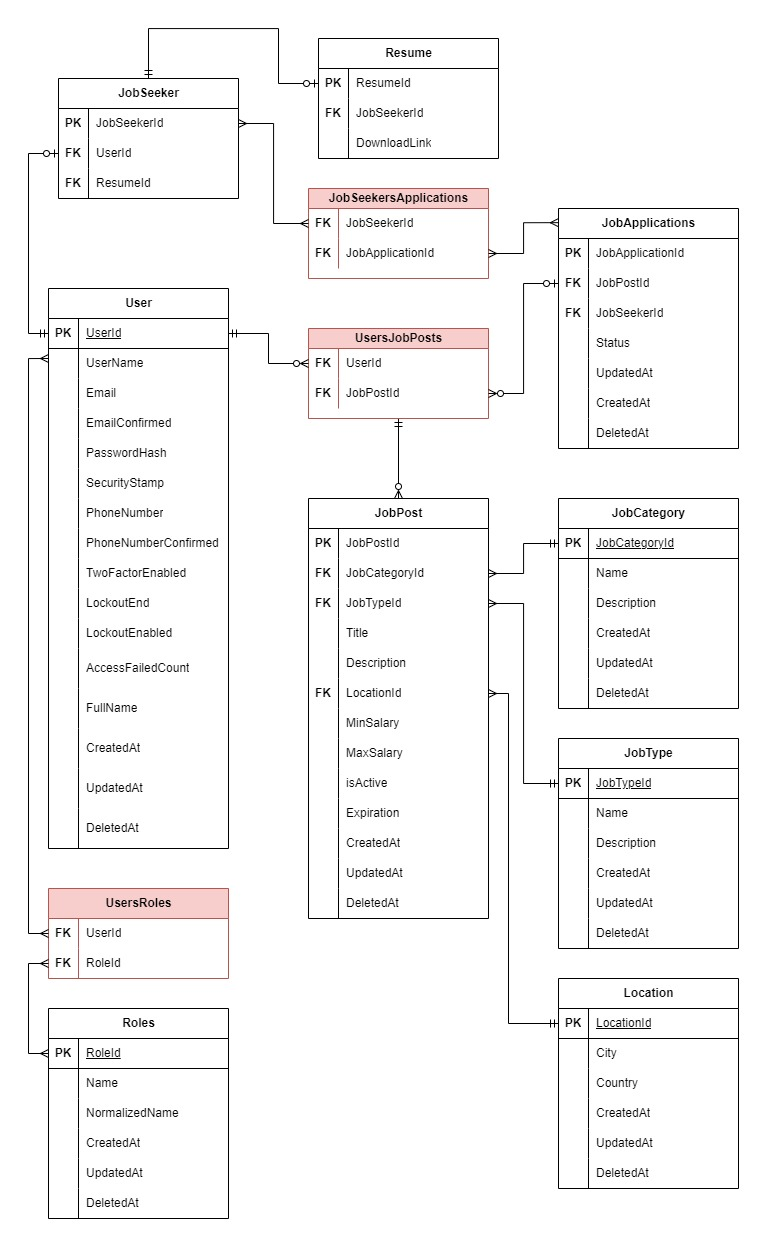 Resume
PK ResumeId
FK JobSeekerId
DownloadLink
JobSeeker
PK JobSeekerId
FK UserId
FK ResumeId
JobSeekersApplications
FK JobSeekerId
FK JobApplicationId
JobApplications
PK JobApplicationId
FK JobPostId
FK JobSeekerId
Status
UpdatedAt
CreatedAt
DeletedAt
User
PK UserId
UserName
Email
EmailConfirmed
PasswordHash
SecurityStamp
PhoneNumber
PhoneNumberConfirmed
TwoFactorEnabled
LockoutEnd
LockoutEnabled
AccessFailedCount
FullName
CreatedAt
UpdatedAt
DeletedAt
UsersJobPosts
FK UserId
FK JobPostId
JobPost
PK JobPostId
FK JobCategoryId
FK JobTypeId
Title
Description
FK LocationId
MinSalary
MaxSalary
isActive
Expiration
CreatedAt
UpdatedAt
DeletedAt
JobCategory
PK JobCategoryId
Name
Description
CreatedAt
UpdatedAt
DeletedAt
JobType
PK JobTypeId
Name
Description
CreatedAt
UpdatedAt
DeletedAt
UsersRoles
FK UserId
FK RoleId
Roles
PK RoleId
Name
NormalizedName
CreatedAt
UpdatedAt
DeletedAt
Location
PK LocationId
City
Country
CreatedAt
UpdatedAt
DeletedAt